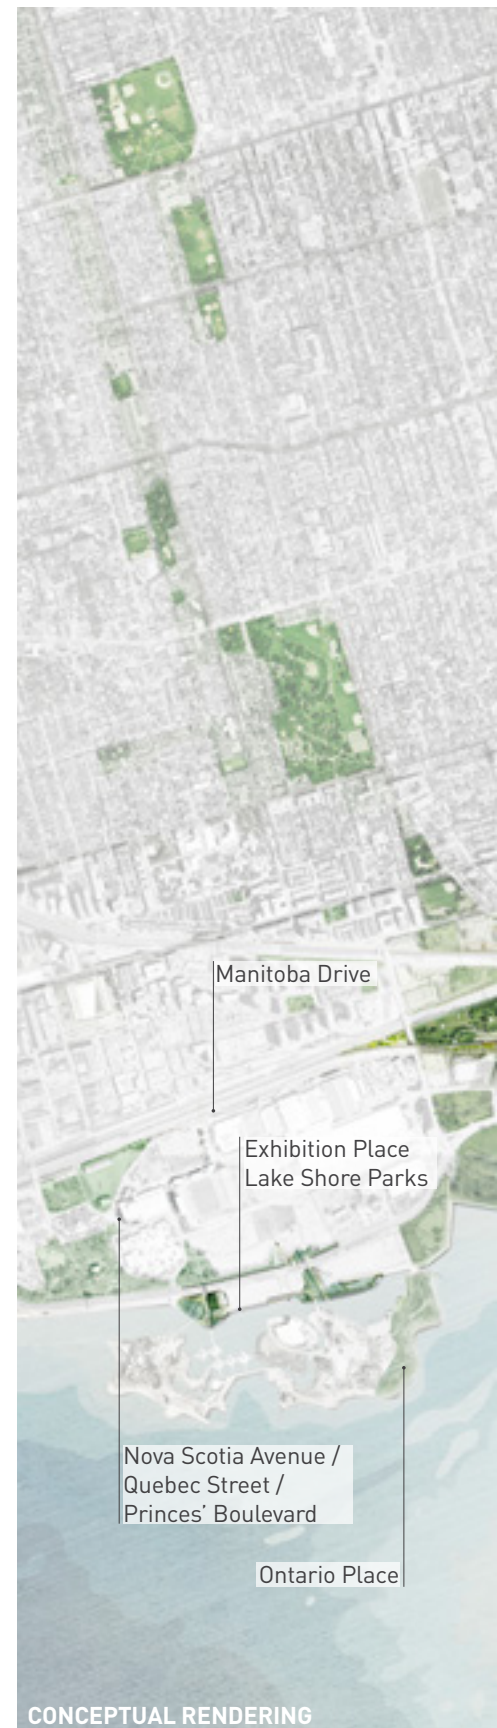 Manitoba Drive
Exhibition Place
Lake Shore Parks
Nova Scotia Avenue /
Quebec Street /
Princes’ Boulevard
Ontario Place
CONCEPTUAL RENDERING